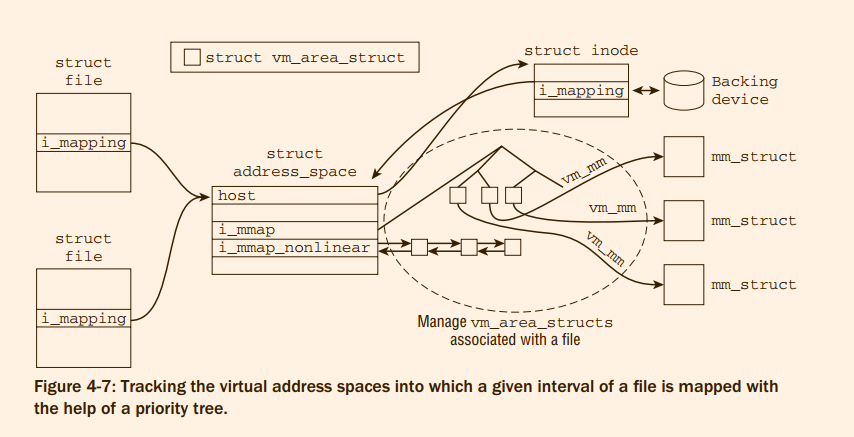 struct
file
i_mapping
struct vm_area_struct
struct inode
i_mapping
Backing
device
struct
address_space
host
i_mmap
i_mmap_nonlinear
vm_mm
vm_mm
vm_mm
mm_struct
mm_struct
mm_struct
struct
file
i_mapping
Manage vm_area_structs
associated with a file
Figure 4-7: Tracking the virtual address spaces into which a given interval of a file is mapped with
the help of a priority tree.